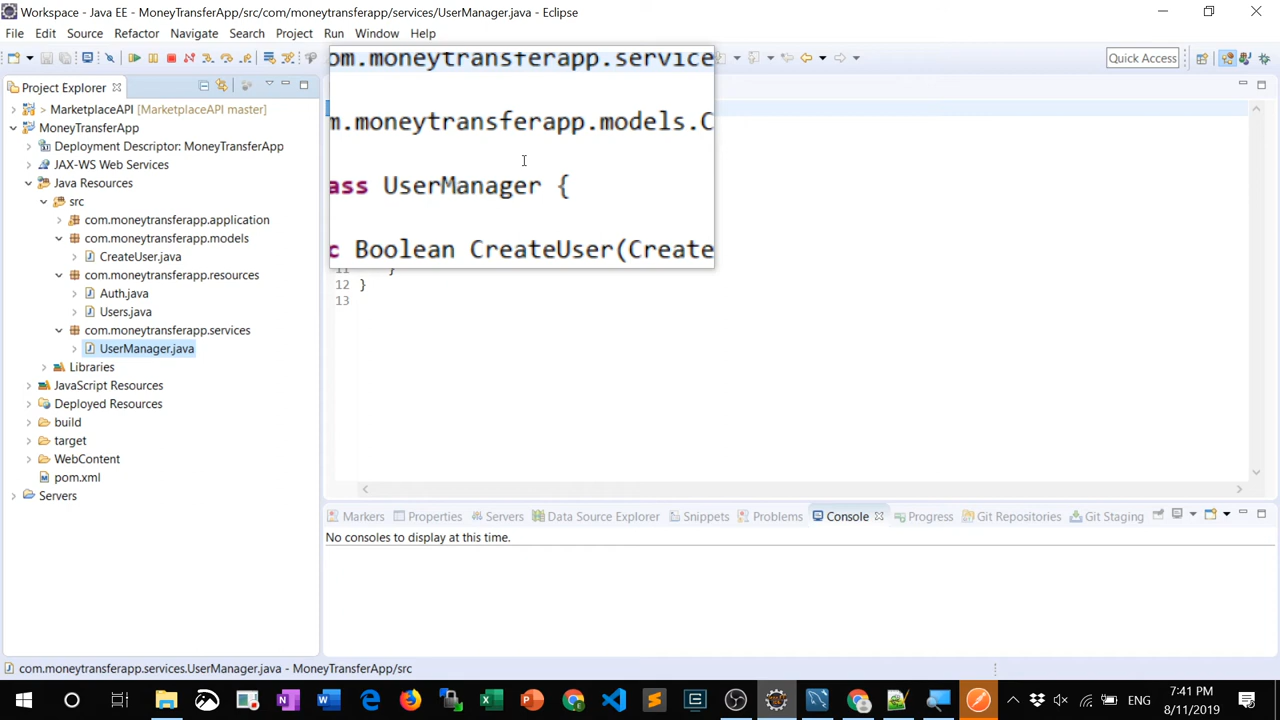 Workspace - Java EE - MoneyTransferApp/src/com/moneytransferapp/services/UserManager.java - Eclipse
File Edit Source Refactor Navigate Search Project Run Window Help
Quick Access
Project Explorer
> MarketplaceAPI [MarketplaceAPI master]
MoneyTransferApp
Deployment Descriptor: MoneyTransferApp
JAX-WS Web Services
Java Resources
src
com.moneytransferapp.application
com.moneytransferapp.models
CreateUser.java
com.moneytransferapp.resources
Auth.java
Users.java
com.moneytransferapp.services
UserManager.java
Libraries
JavaScript Resources
Deployed Resources
build
target
WebContent
pom.xml
Servers
om.moneytransferapp.service
m.moneytransferapp.models.C
ass UserManager {
c Boolean CreateUser(Create
11 }
12 }
13
Markers Properties Servers Data Source Explorer Snippets Problems Console Progress Git Repositories Git Staging
No consoles to display at this time.
com.moneytransferapp.services.UserManager.java - MoneyTransferApp/src
ENG
7:41 PM
8/11/2019